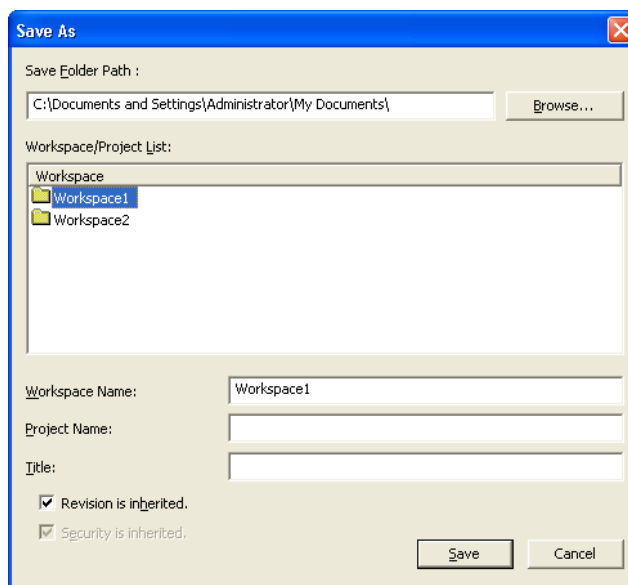 Save As
Save Folder Path :
C:\Documents and Settings\Administrator\My Documents\
Browse...
Workspace/Project List:
Workspace
Workspace1
Workspace2
Workspace Name:
Workspace1
Project Name:
Title:
Revision is inherited.
Security is inherited.
Save
Cancel